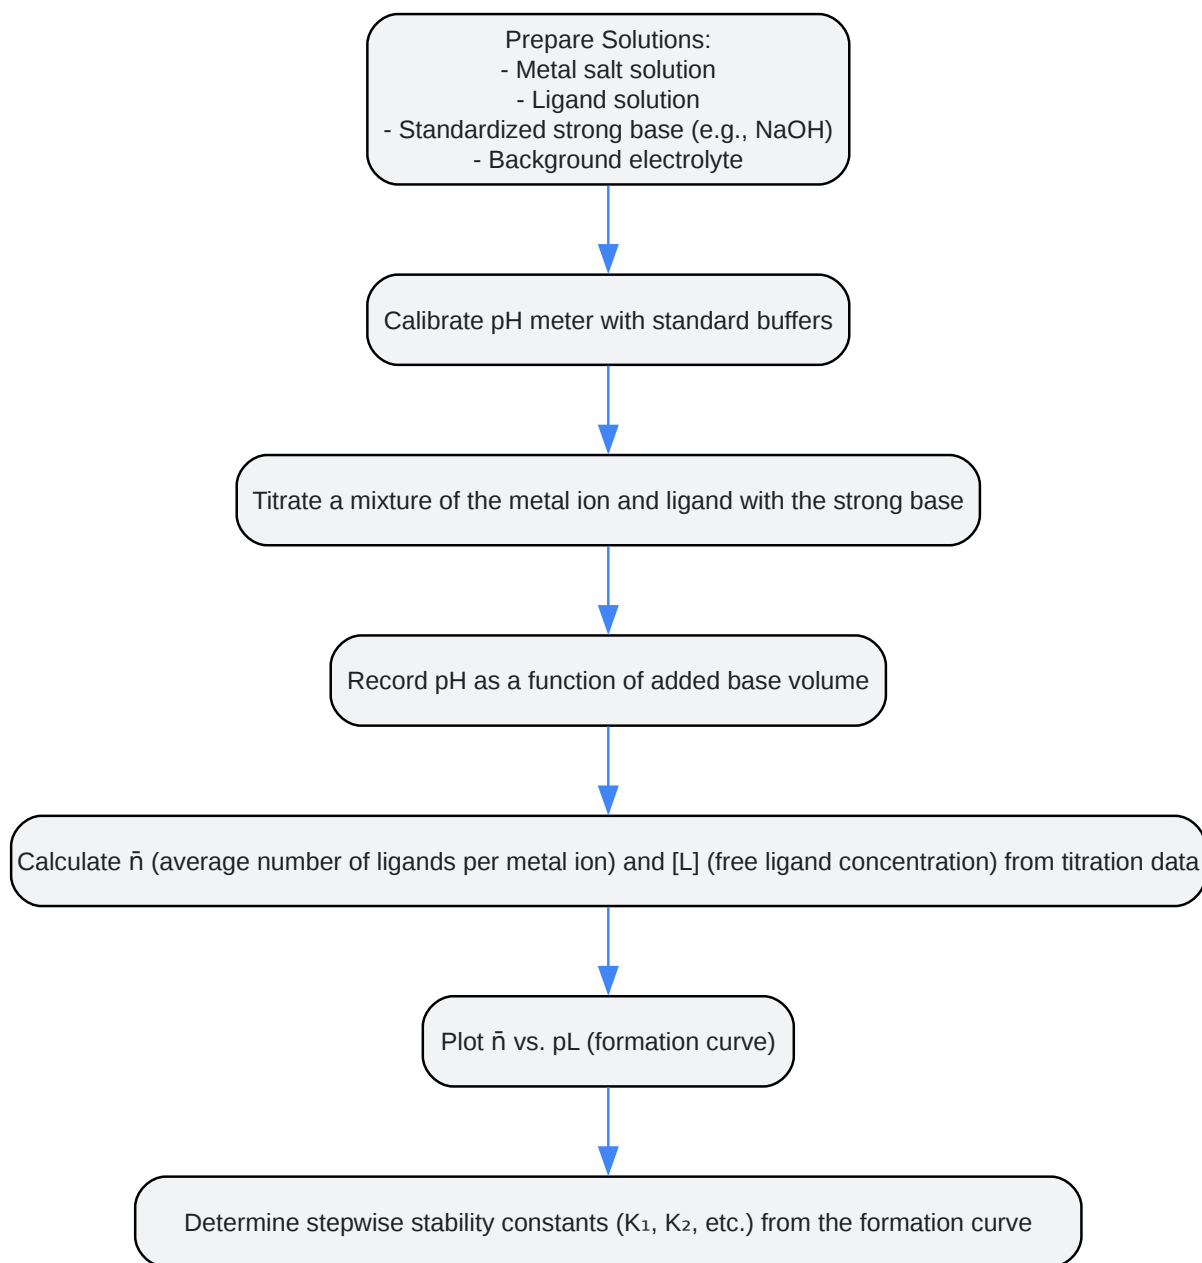 Prepare Solutions:
- Metal salt solution
- Ligand solution
- Standardized strong base (e.g., NaOH)
- Background electrolyte
Calibrate pH meter with standard buffers
Titrate a mixture of the metal ion and ligand with the strong base
Record pH as a function of added base volume
Calculate n̄ (average number of ligands per metal ion) and [L] (free ligand concentration) from titration data
Plot n̄ vs. pL (formation curve)
Determine stepwise stability constants (K₁, K₂, etc.) from the formation curve